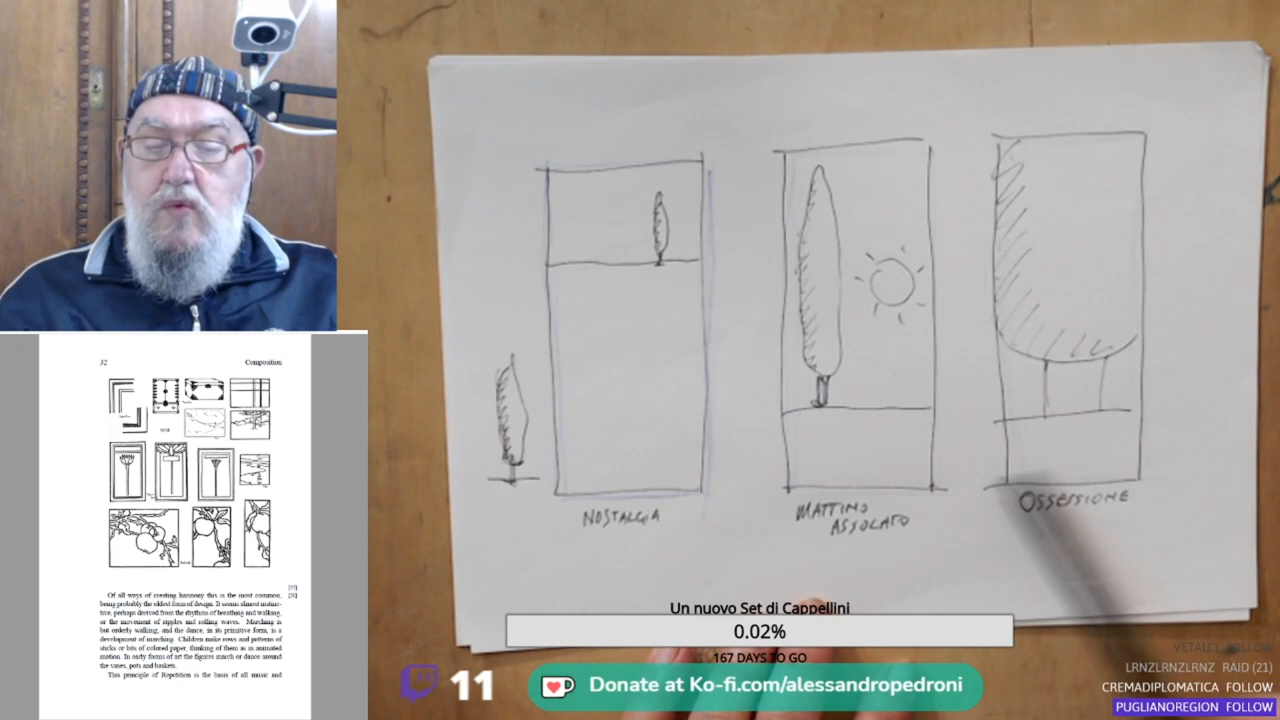 32 Composition
Of all ways of creating harmony this is the most common,
being probably the oldest form of design. It seems almost instinc-
tive, perhaps derived from the rhythms of breathing and walking,
or the movement of ripples and rolling waves. Marching is
but orderly walking, and the dance, in its primitive form, is a
development of marching. Children make rows and patterns of
sticks or bits of colored paper, thinking of them as in animated
motion. In early forms of art the figures march or dance around
the vases, pots and baskets.
This principle of Repetition is the basis of all music and
NOSTALGIA
MATTINO
ASSOLATO
OSSESSIONE
Un nuovo Set di Cappellini
0.02%
167 DAYS TO GO
11
Donate at Ko-fi.com/alessandropedroni
FOLLOW
LRNZLRNZLRNZ RAID (21)
CREMADIPLOMATICA FOLLOW
PUGLIANOREGION FOLLOW